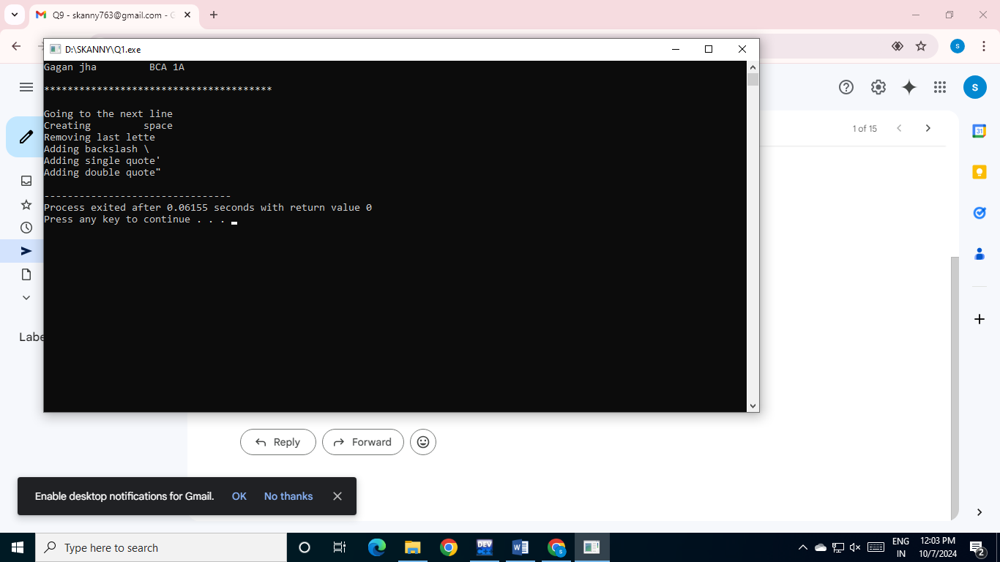 Q9 - skanny763@gmail.com - G
D:\SKANNY\Q1.exe
Gagan jha         BCA 1A
***************************************
Going to the next line
Creating         space
Removing last lette
Adding backslash \
Adding single quote'
Adding double quote"
--------------------------------
Process exited after 0.06155 seconds with return value 0
Press any key to continue . . .
s
S
1 of 15
31
Labe
Reply
Forward
Enable desktop notifications for Gmail.
OK
No thanks
Type here to search
DEV
W
s
ENG
IN
12:03 PM
10/7/2024
2